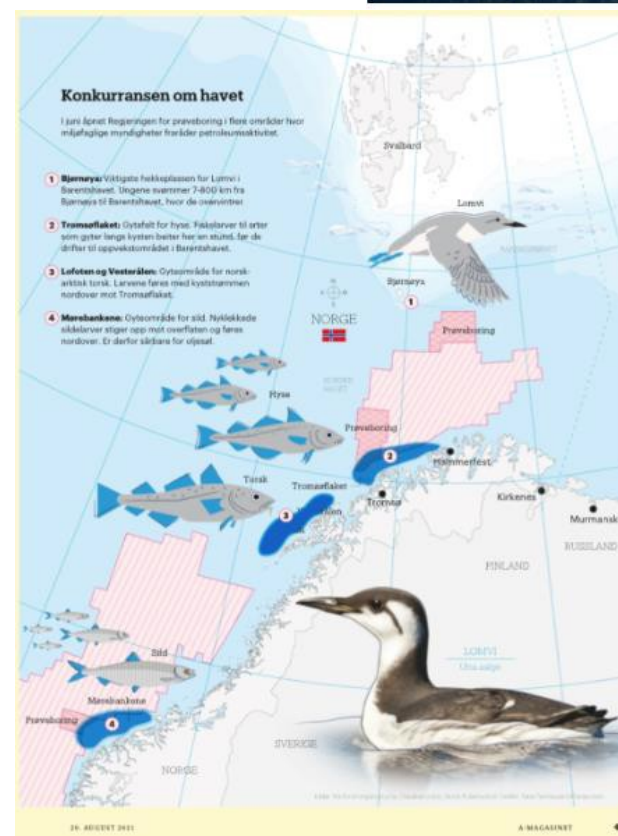 Konkurransen om havet
I juni åpnet Regjeringen for prøveboring i flere områder hvor
miljøfaglige myndigheter fraråder petroleumsaktivitet.
1 Bjørnøya: Viktigste hekkeplassen for Lomvi i
Barentshavet. Ungene svømmer 7-800 km fra
Bjørnøya til Barentshavet, hvor de overvintrer.
2 Tromsøflaket: Gytefelt for hyse. Fiskelarver til arter
som gyter langs kysten beiter her en stund, før de
drifter til oppvekstområdet i Barentshavet.
3 Lofoten og Vesterålen: Gyteområde for norsk-
arktisk torsk. Larvene føres med kyststrømmen
nordover mot Tromsøflaket.
4 Mørebankene: Gyteområde for sild. Nyklekkede
sildelarver stiger opp mot overflaten og føres
nordover. Er derfor sårbare for oljesøl.
Svalbard
Lomvi
Bjørnøya
1
NORGE
Prøveboring
Hyse
Prøveboring
2
Hammerfest
Torsk
Tromsøflaket
Tromsø
Kirkenes
3
Murmansk
RUSSLAND
FINLAND
LOMVI
Uria aalge
Sild
Mørebankene
Prøveboring
4
SVERIGE
NORGE
20. AUGUST 2021
A-MAGASINET